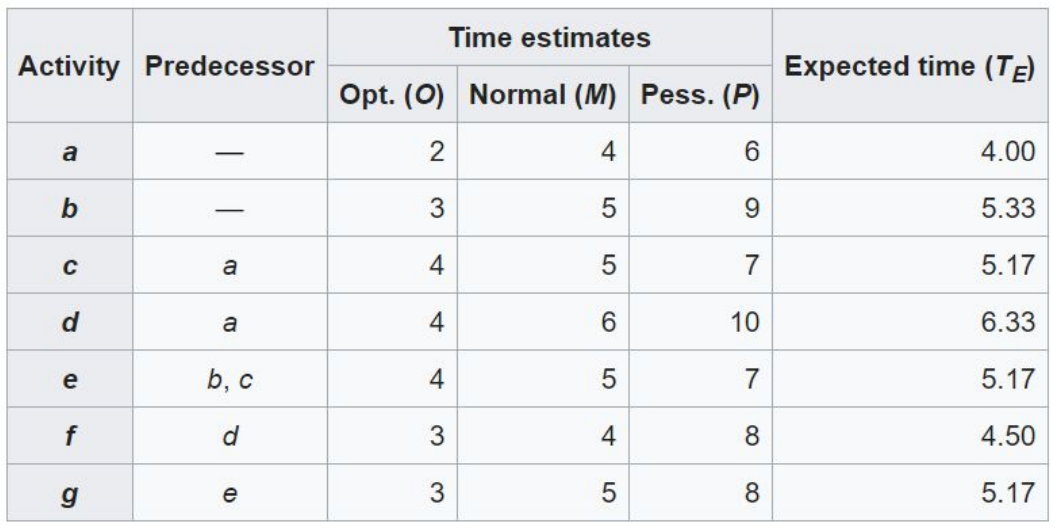 Activity Predecessor Time estimates Expected time (TE)
Opt. (O) Normal (M) Pess. (P)
a — 2 4 6 4.00
b — 3 5 9 5.33
c a 4 5 7 5.17
d a 4 6 10 6.33
e b, c 4 5 7 5.17
f d 3 4 8 4.50
g e 3 5 8 5.17